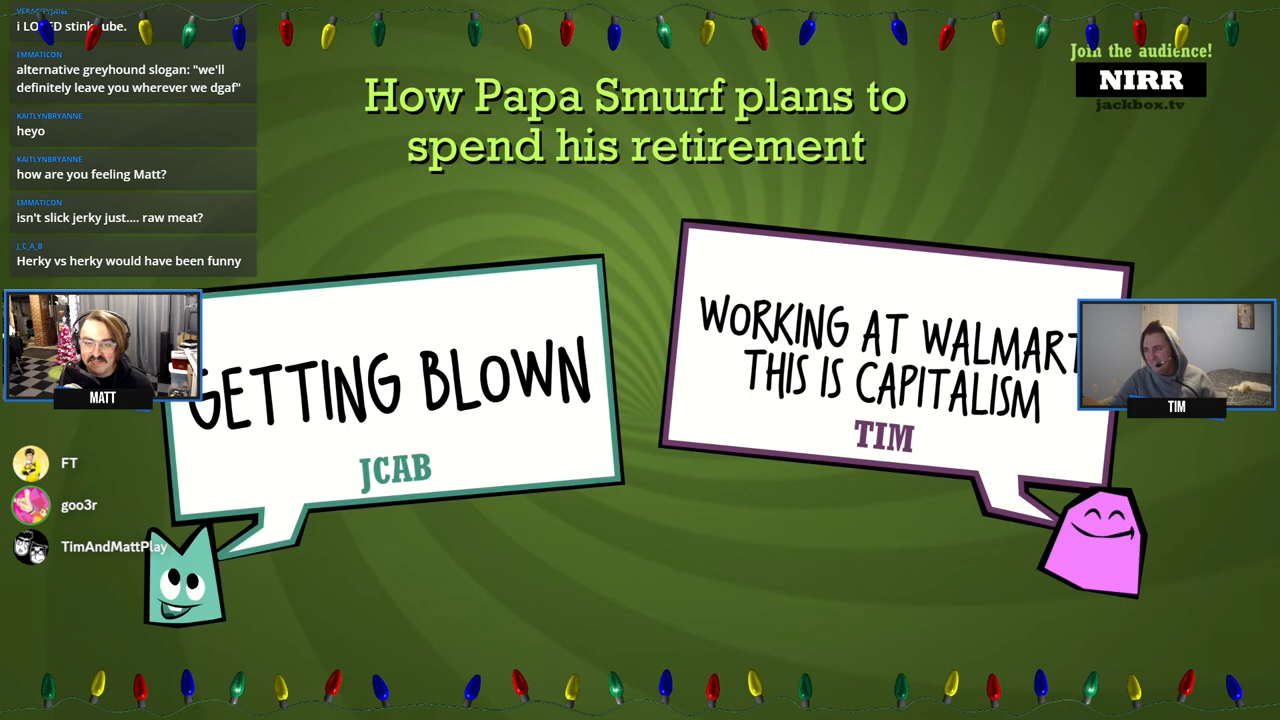 i LO
ED stink
ube.
EMMATICON
alternative greyhound slogan: "we'll
definitely leave you wherever we dgaf"
KAITLYNBRYANNE
heyo
KAITLYNBRYANNE
how are you feeling Matt?
EMMATICON
isn't slick jerky just.... raw meat?
J_C_A_B
Herky vs herky would have been funny
Join the audience!
NIRR
jackbox.tv
How Papa Smurf plans to
spend his retirement
GETTING BLOWN
JCAB
WORKING AT WALMART
THIS IS CAPITALISM
TIM
MATT
TIM
FT
goo3r
TimAndMattPlay